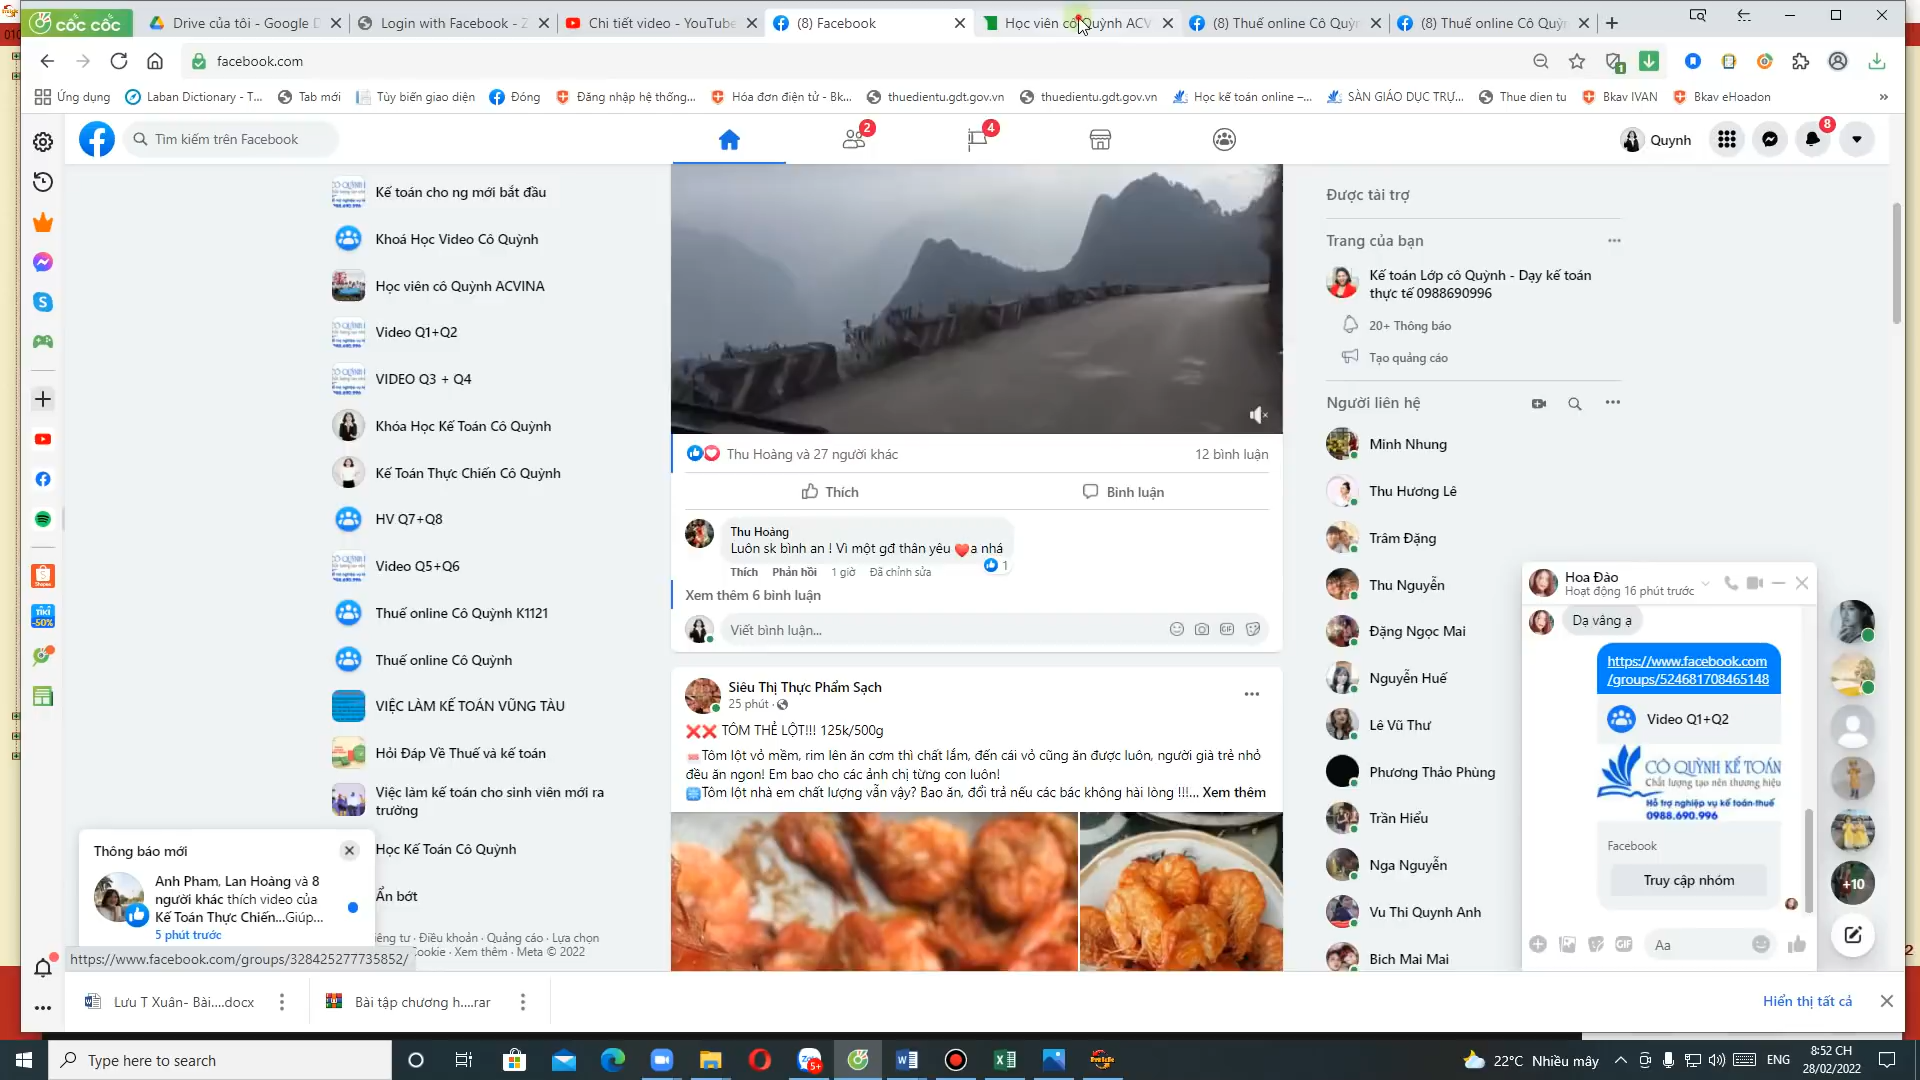 cốc cốc
Drive của tôi - Google D
Login with Facebook - Z
Chi tiết video - YouTube
(8) Facebook
Học viên cô Quỳnh ACV
(8) Thuế online Cô Quỳn
(8) Thuế online Cô Quỳn
facebook.com
Ứng dụng
Laban Dictionary - T...
Tab mới
Tùy biến giao diện
Đóng
Đăng nhập hệ thống...
Hóa đơn điện tử - Bk...
thuedientu.gdt.gov.vn
thuedientu.gdt.gov.vn
Học kế toán online –...
SÀN GIÁO DỤC TRỰ...
Thue dien tu
Bkav IVAN
Bkav eHoadon
Tìm kiếm trên Facebook
2
4
Quynh
8
Kế toán cho ng mới bắt đầu
Khoá Học Video Cô Quỳnh
Học viên cô Quỳnh ACVINA
Video Q1+Q2
VIDEO Q3 + Q4
Khóa Học Kế Toán Cô Quỳnh
Kế Toán Thực Chiến Cô Quỳnh
HV Q7+Q8
Video Q5+Q6
Thuế online Cô Quỳnh K1121
Thuế online Cô Quỳnh
VIỆC LÀM KẾ TOÁN VŨNG TÀU
Hỏi Đáp Về Thuế và kế toán
Việc làm kế toán cho sinh viên mới ra
trường
Học Kế Toán Cô Quỳnh
Ẩn bớt
Thông báo mới
Anh Pham, Lan Hoàng và 8
người khác thích video của
Kế Toán Thực Chiến...Giúp...
5 phút trước
iêng tư · Điều khoản · Quảng cáo · Lựa chọn
ookie · Xem thêm · Meta © 2022
https://www.facebook.com/groups/328425277735852/
Thu Hoàng và 27 người khác
12 bình luận
Thích
Bình luận
Thu Hoàng
Luôn sk bình an ! Vì một gđ thân yêu ❤️a nhá
1
Thích Phản hồi 1 giờ Đã chỉnh sửa
Xem thêm 6 bình luận
Viết bình luận...
Siêu Thị Thực Phẩm Sạch
25 phút ·
❌❌ TÔM THẺ LỘT!!! 125k/500g
Tôm lột vỏ mềm, rim lên ăn cơm thì chất lắm, đến cái vỏ cũng ăn được luôn, người già trẻ nhỏ
đều ăn ngon! Em bao cho các ảnh chị từng con luôn!
Tôm lột nhà em chất lượng vẫn vậy? Bao ăn, đổi trả nếu các bác không hài lòng !!!... Xem thêm
Được tài trợ
Trang của bạn
Kế toán Lớp cô Quỳnh - Dạy kế toán
thực tế 0988690996
20+ Thông báo
Tạo quảng cáo
Người liên hệ
Minh Nhung
Thu Hương Lê
Trâm Đặng
Thu Nguyễn
Đặng Ngọc Mai
Nguyễn Huế
Lê Vũ Thư
Phương Thảo Phùng
Trần Hiếu
Nga Nguyễn
Vu Thi Quynh Anh
Bich Mai Mai
Hoa Đào
Hoạt động 16 phút trước
Dạ vâng ạ
https://www.facebook.com
/groups/524681708465148
Video Q1+Q2
CÔ QUỲNH KẾ TOÁN
Chất lượng tạo nên thương hiệu
Hỗ trợ nghiệp vụ kế toán-thuế
0988.690.996
Facebook
Truy cập nhóm
Aa
+10
Lưu T Xuân- Bài....docx
Bài tập chương h....rar
Hiển thị tất cả
Type here to search
5+
22°C Nhiều mây
ENG
8:52 CH
28/02/2022